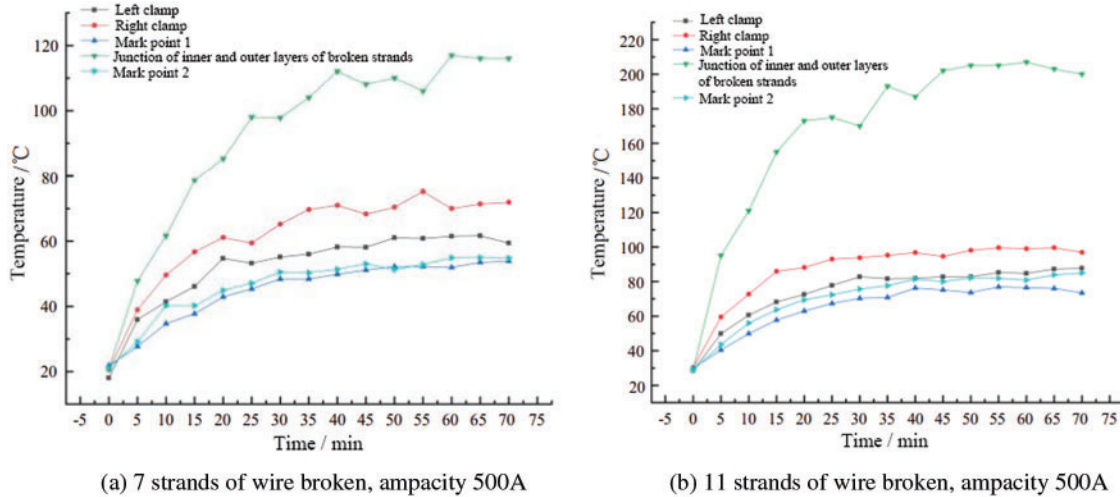 Left clamp
Right clamp
Mark point 1
Junction of inner and outer layers of broken strands
Mark point 2
120
100
80
60
40
20
Temperature /℃
-5 0 5 10 15 20 25 30 35 40 45 50 55 60 65 70 75
Time / min
(a) 7 strands of wire broken, ampacity 500A
Left clamp
Right clamp
Mark point 1
Junction of inner and outer layers
of broken strands
Mark point 2
220
200
180
160
140
120
100
80
60
40
20
Temperature /℃
-5 0 5 10 15 20 25 30 35 40 45 50 55 60 65 70 75
Time / min
(b) 11 strands of wire broken, ampacity 500A